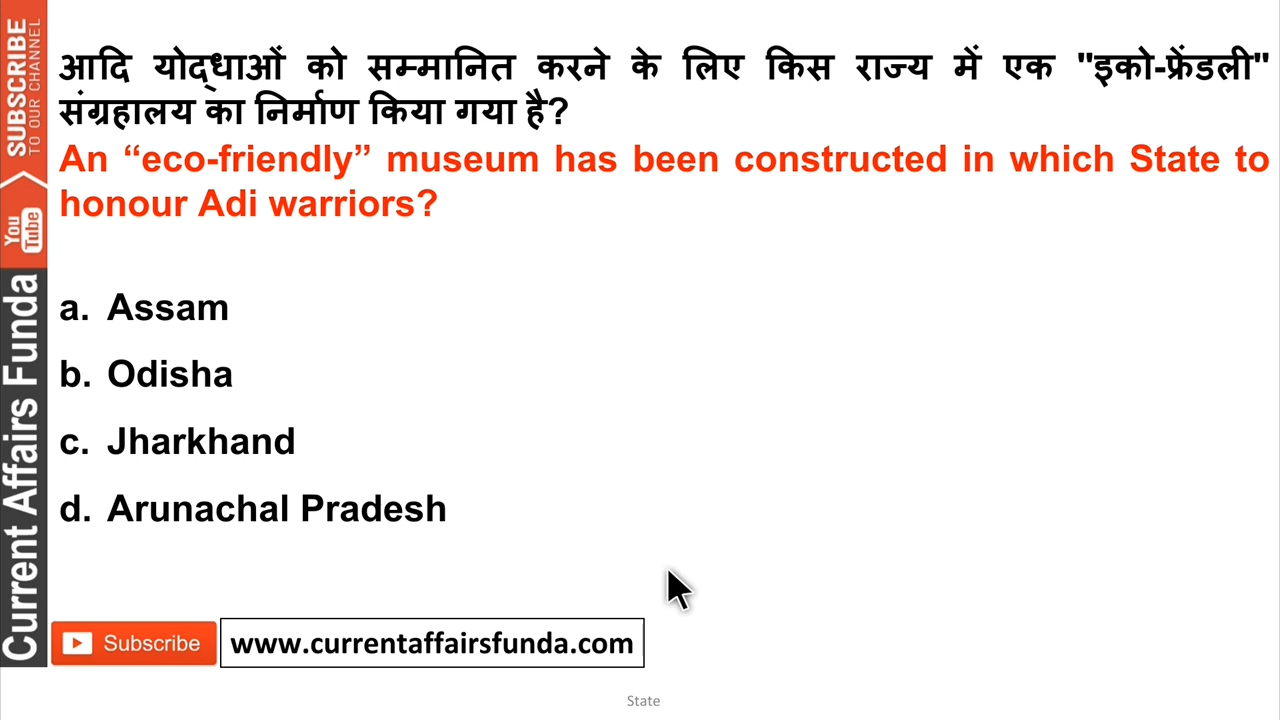 आदि योद्धाओं को सम्मानित करने के लिए किस राज्य में एक "इको-फ्रेंडली"
संग्रहालय का निर्माण किया गया है?
An “eco-friendly” museum has been constructed in which State to
honour Adi warriors?
a. Assam
b. Odisha
c. Jharkhand
d. Arunachal Pradesh
SUBSCRIBE
TO OUR CHANNEL
You
Tube
Current Affairs Funda
Subscribe
www.currentaffairsfunda.com
State